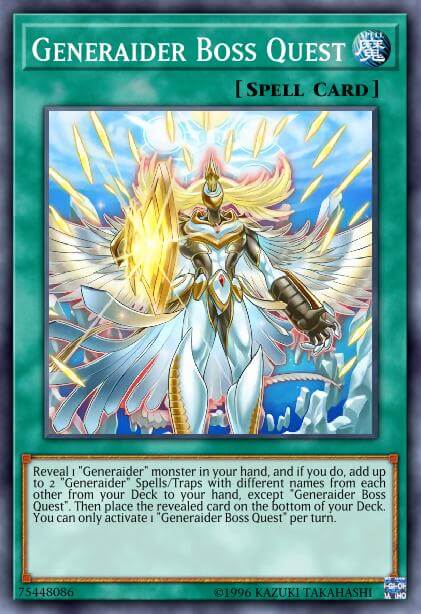 Generaider Boss Quest
[Spell Card]
Reveal 1 "Generaider" monster in your hand, and if you do, add up
to 2 "Generaider" Spells/Traps with different names from each
other from your Deck to your hand, except "Generaider Boss
Quest". Then place the revealed card on the bottom of your Deck.
You can only activate 1 "Generaider Boss Quest" per turn.
75448086 ©1996 KAZUKI TAKAHASHI